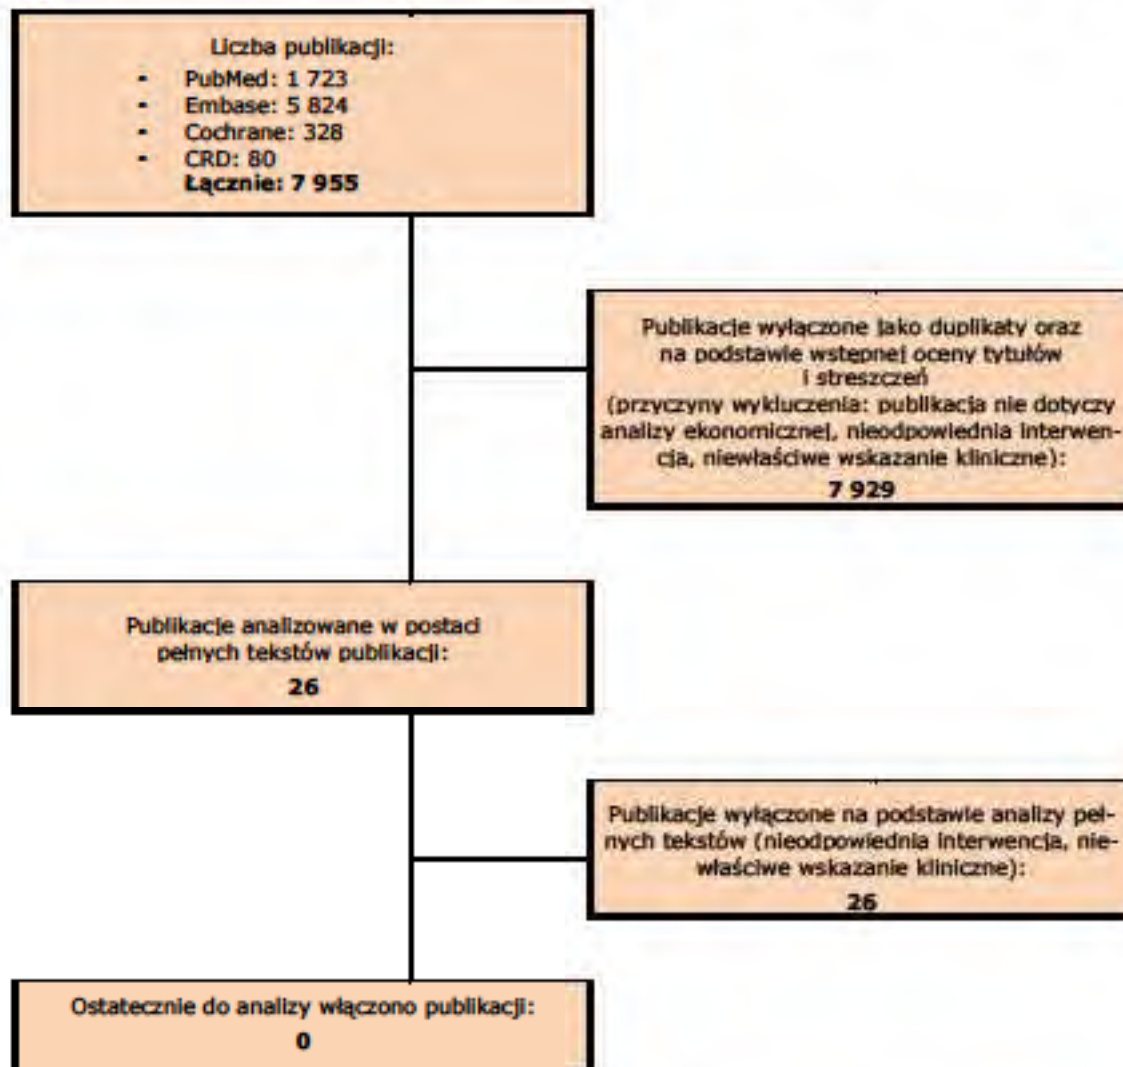 Liczba publikacji:
- PubMed: 1 723
- Embase: 5 824
- Cochrane: 328
- CRD: 80
Łącznie: 7 955
Publikacje wyłączone jako duplikaty oraz
na podstawie wstępnej oceny tytułów
i streszczeń
(przyczyny wykluczenia: publikacja nie dotyczy
analizy ekonomicznej, nieodpowiednia interwen-
cja, niewłaściwe wskazanie kliniczne):
7 929
Publikacje analizowane w postaci
pełnych tekstów publikacji:
26
Publikacje wyłączone na podstawie analizy peł-
nych tekstów (nieodpowiednia interwencja, nie-
właściwe wskazanie kliniczne):
26
Ostatecznie do analizy włączono publikacji:
0